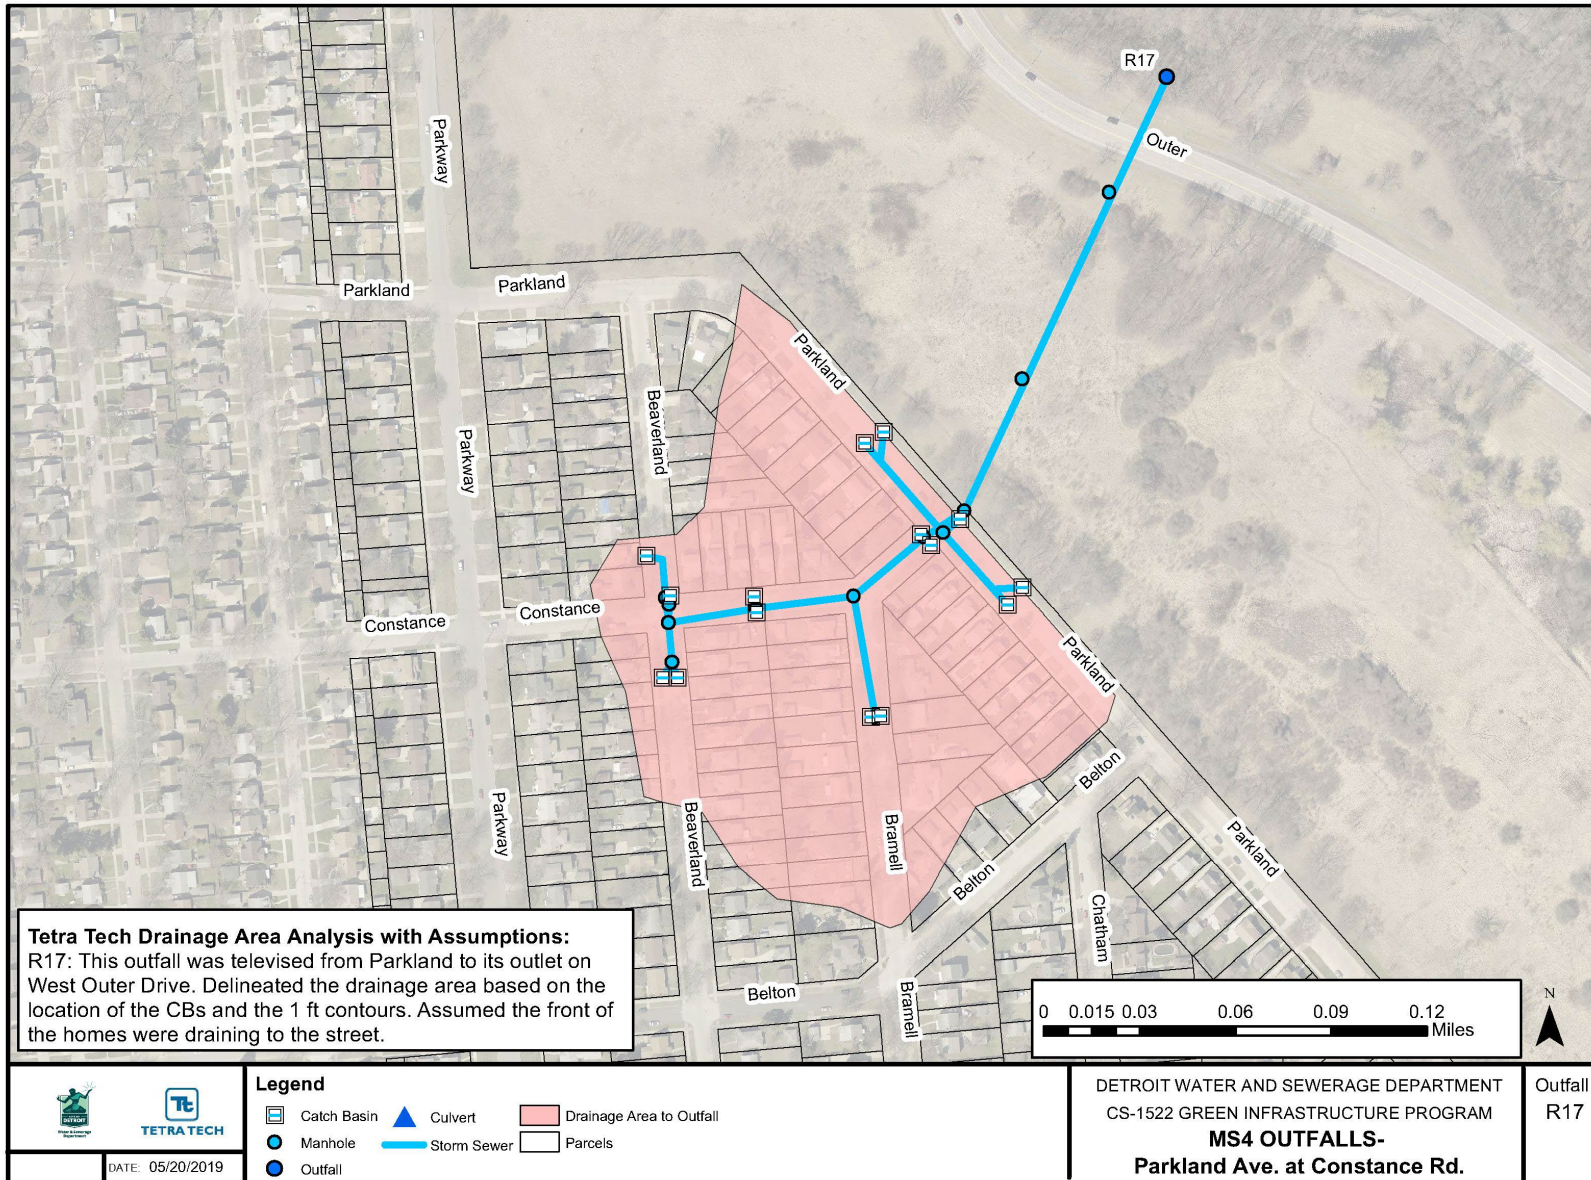 R17
Outer
Parkway
Parkland
Parkland
Parkland
Beaverland
Parkway
Constance
Constance
Parkland
Belton
Parkway
Beaverland
Bramell
Belton
Parkland
Chatham
Belton
Bramell
Tetra Tech Drainage Area Analysis with Assumptions:
R17: This outfall was televised from Parkland to its outlet on
West Outer Drive. Delineated the drainage area based on the
location of the CBs and the 1 ft contours. Assumed the front of
the homes were draining to the street.
0 0.015 0.03 0.06 0.09 0.12
Miles
N
DETROIT
Water & Sewerage
Department
Tt
TETRA TECH
DATE: 05/20/2019
Legend
Catch Basin
Manhole
Outfall
Culvert
Storm Sewer
Drainage Area to Outfall
Parcels
DETROIT WATER AND SEWERAGE DEPARTMENT
CS-1522 GREEN INFRASTRUCTURE PROGRAM
MS4 OUTFALLS-
Parkland Ave. at Constance Rd.
Outfall
R17